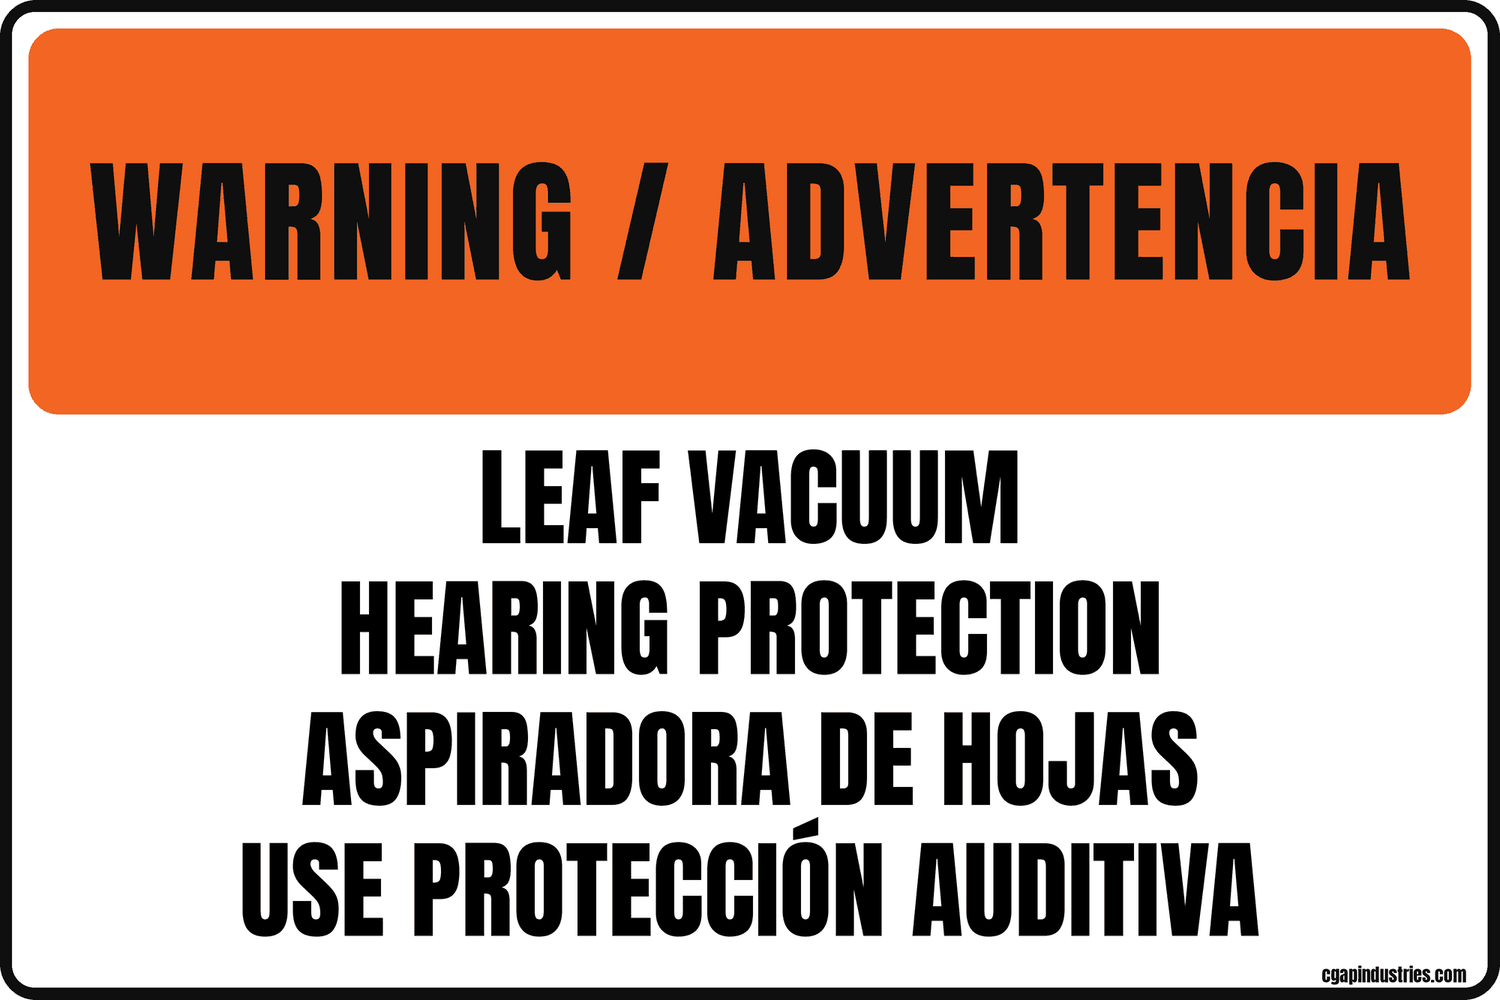 WARNING / ADVERTENCIA
LEAF VACUUM
HEARING PROTECTION
ASPIRADORA DE HOJAS
USE PROTECCIÓN AUDITIVA
cgapindustries.com